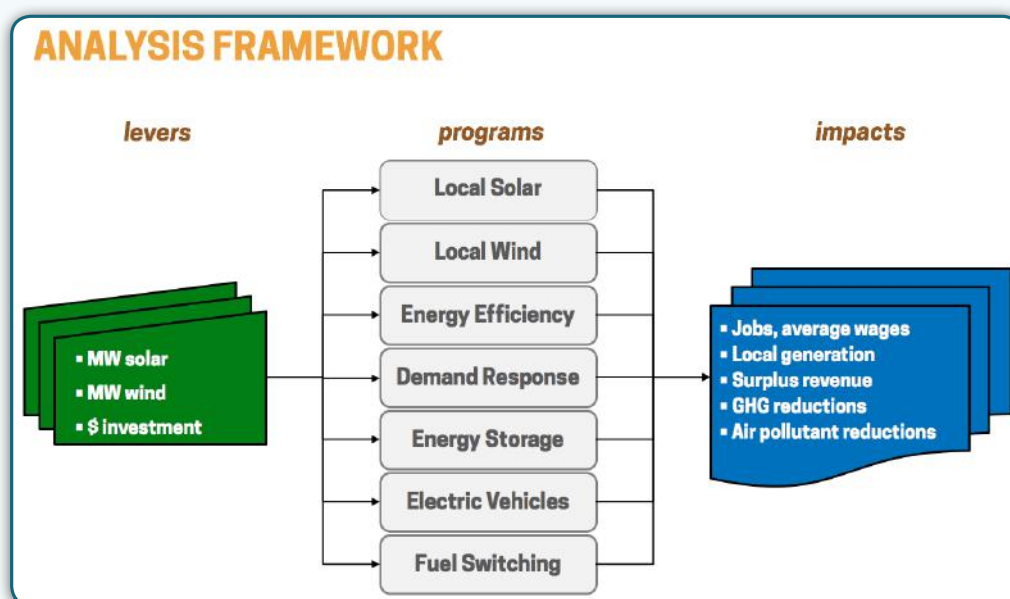 ANALYSIS FRAMEWORK
levers
programs
impacts
Local Solar
Local Wind
Energy Efficiency
Demand Response
Energy Storage
Electric Vehicles
Fuel Switching
▪ MW solar
▪ MW wind
▪ $ investment
▪ Jobs, average wages
▪ Local generation
▪ Surplus revenue
▪ GHG reductions
▪ Air pollutant reductions